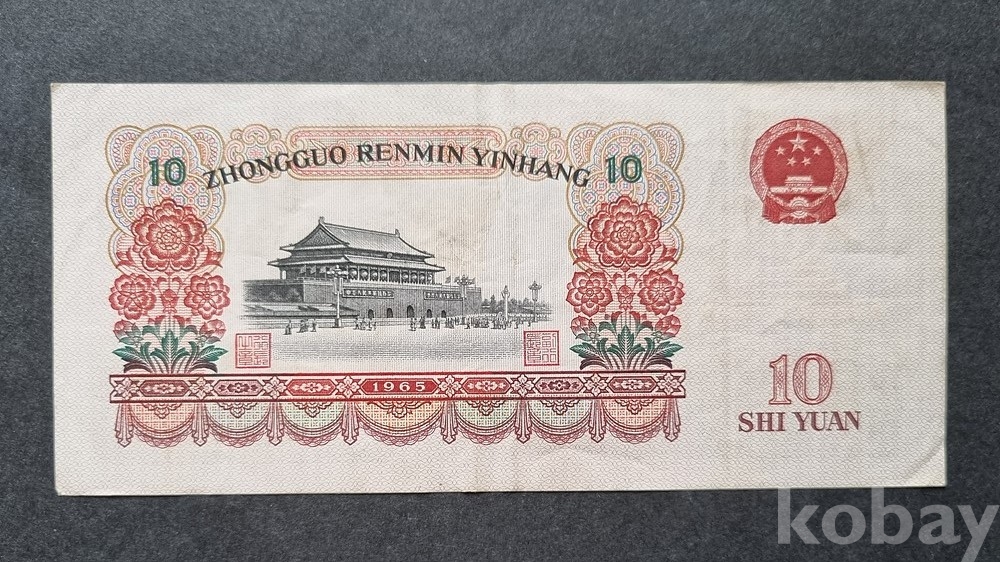 10 ZHONGGUO RENMIN YINHANG 10
1965
10
SHI YUAN
kobay